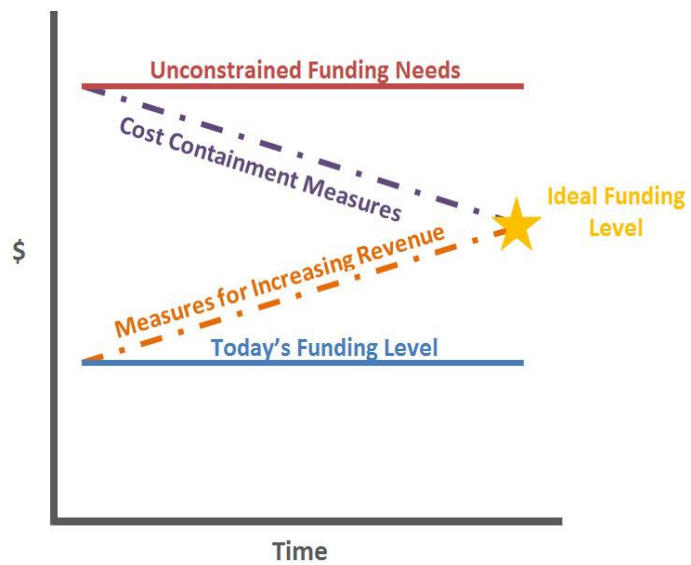 Unconstrained Funding Needs
Cost Containment Measures
Ideal Funding
Level
$
Measures for Increasing Revenue
Today’s Funding Level
Time